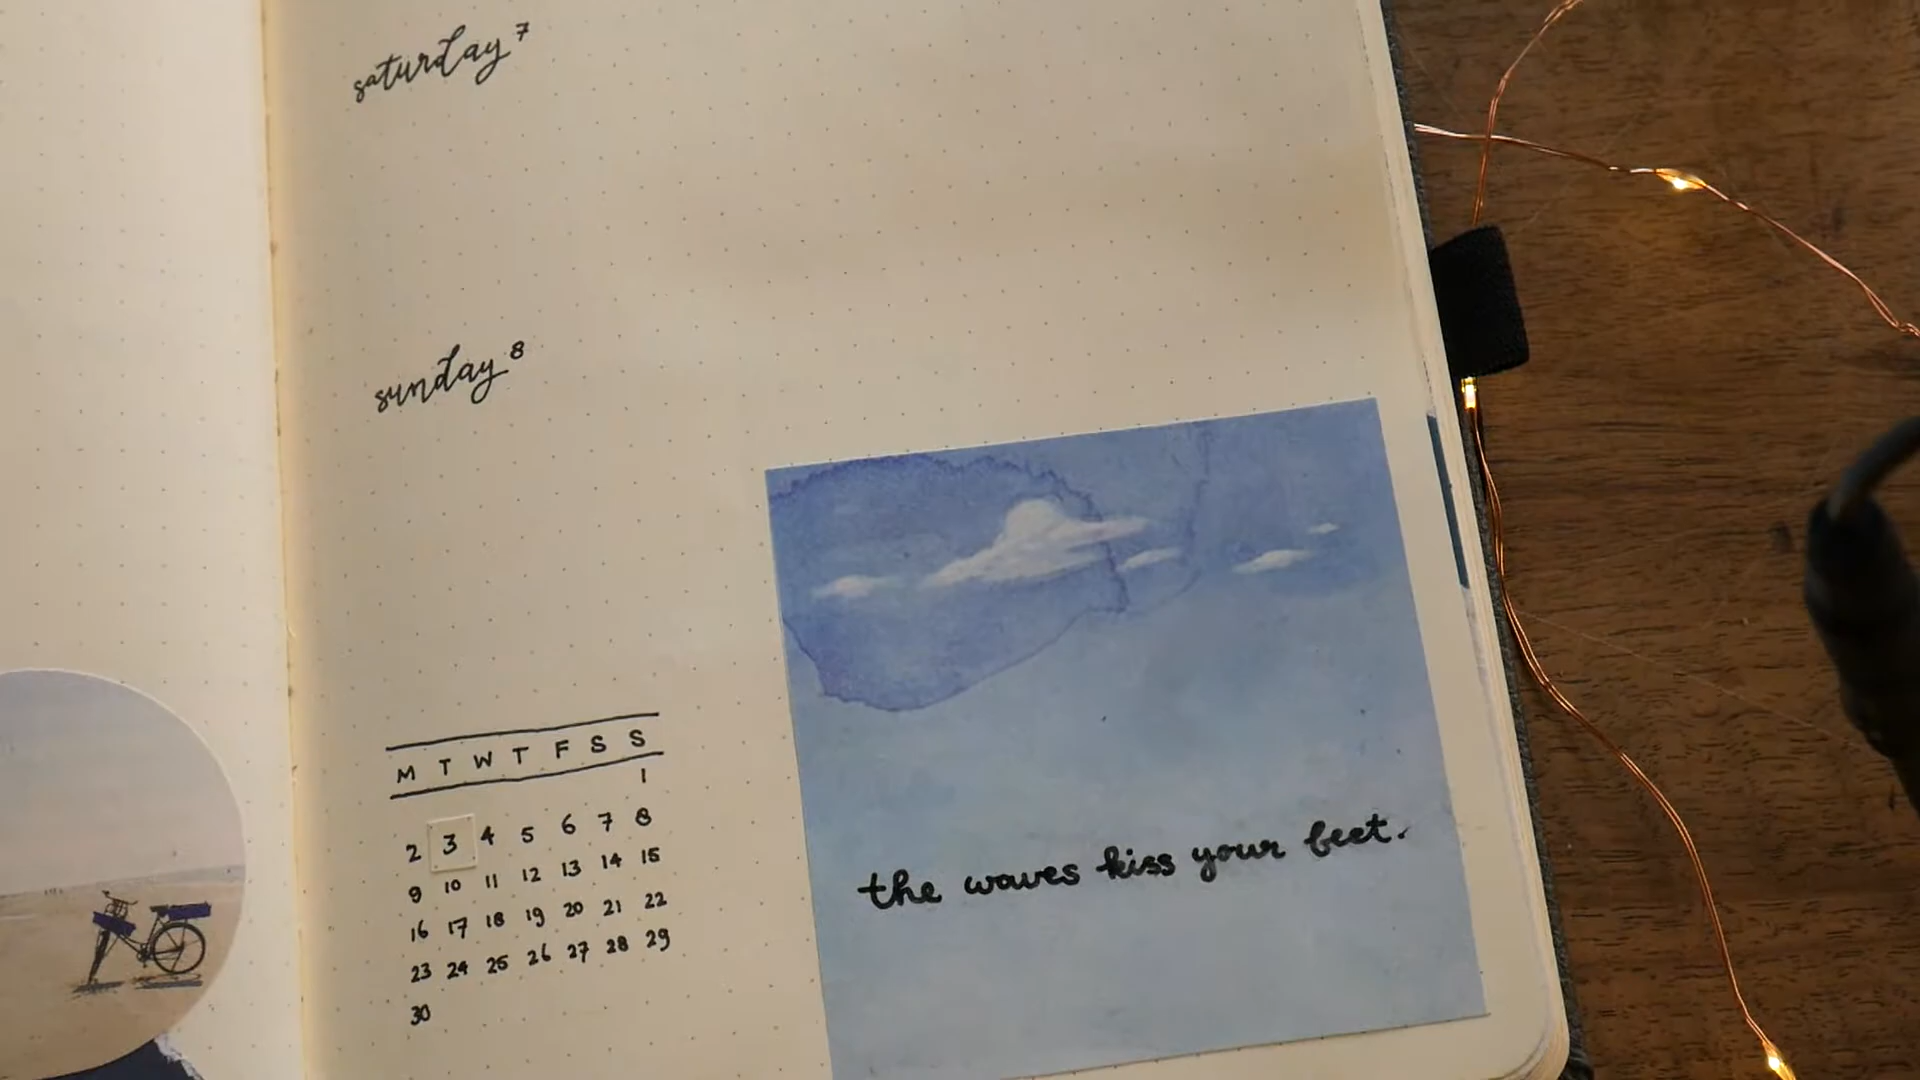 saturday 7
sunday 8
M T W T F S S
1
2 3 4 5 6 7 8
9 10 11 12 13 14 15
16 17 18 19 20 21 22
23 24 25 26 27 28 29
30
the waves kiss your feet.